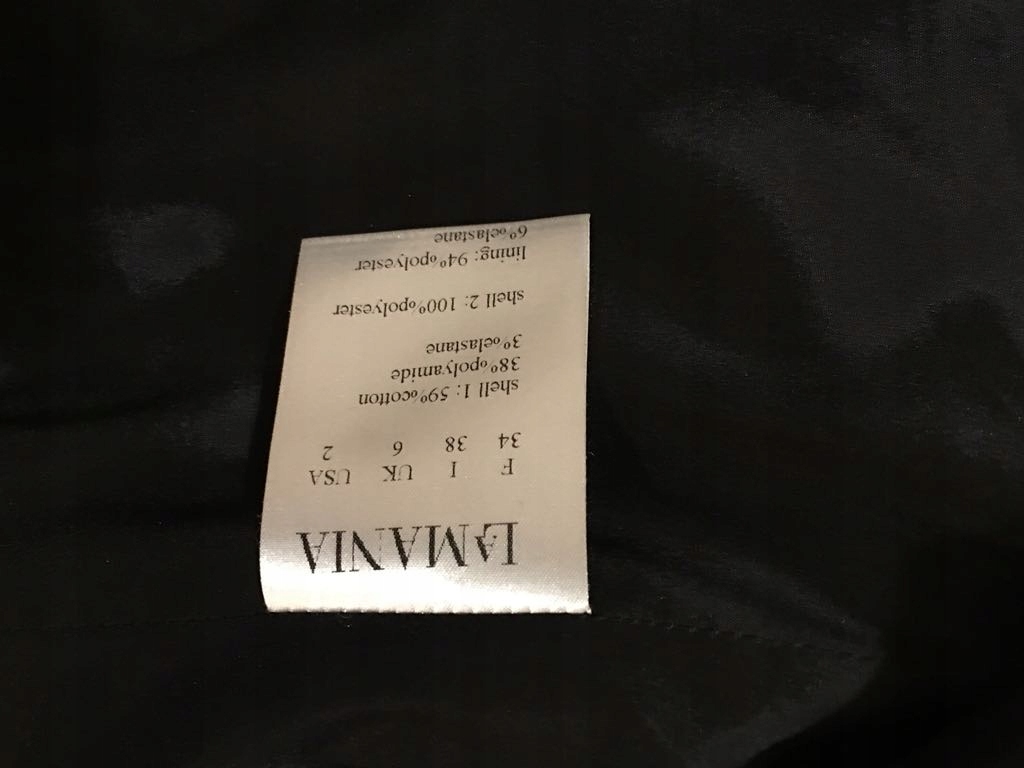 LAMANIA
F I UK USA
34 38 6 2
shell 1: 59%cotton
38%polyamide
3%elastane
shell 2: 100%polyester
lining: 94%polyester
6%elastane